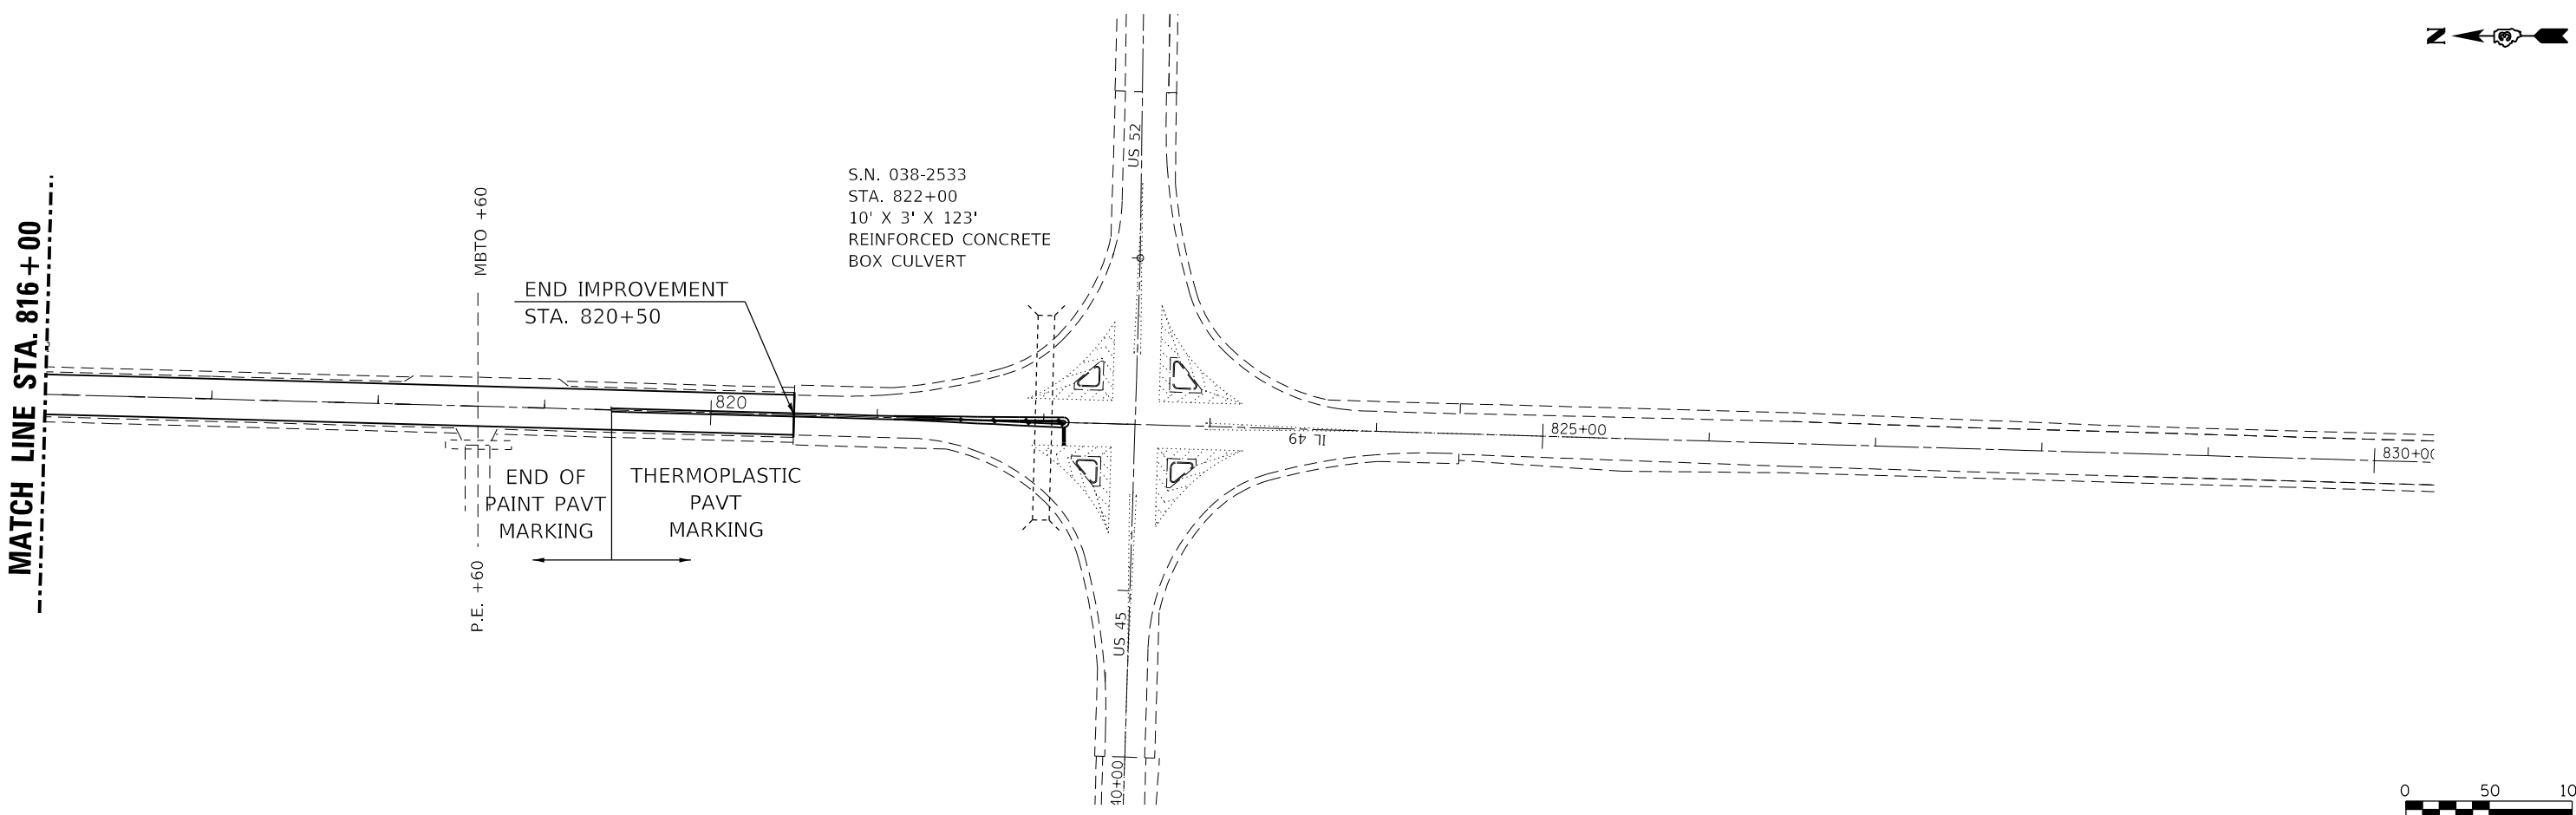 N
3
US 52
S.N. 038-2533
STA. 822+00
10' X 3' X 123'
REINFORCED CONCRETE
BOX CULVERT
MATCH LINE STA. 816+00
MBTO +60
END IMPROVEMENT
STA. 820+50
820
825+00
IL 49
830+00
END OF
PAINT PAVT
MARKING
THERMOPLASTIC
PAVT
MARKING
P.E. +60
US 45
0 50 10